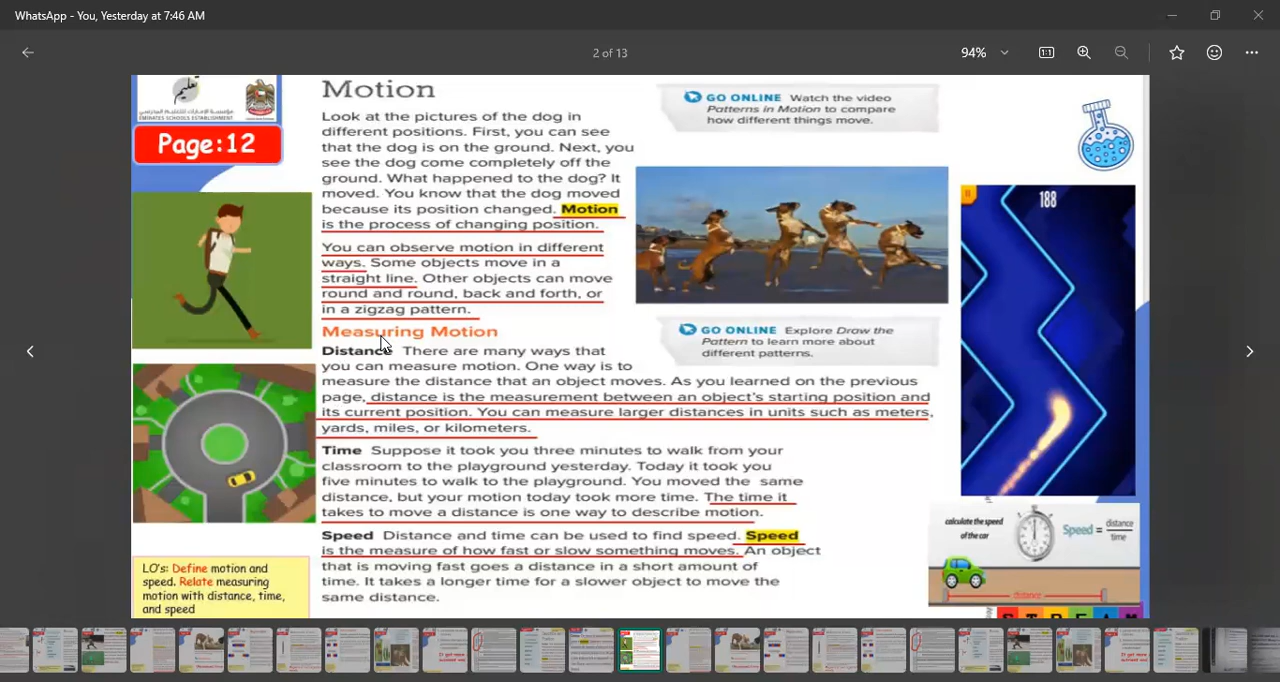 WhatsApp - You, Yesterday at 7:46 AM
2 of 13
94%
1:1
EMIRATES SCHOOLS ESTABLISHMENT
Page:12
Motion
Look at the pictures of the dog in
different positions. First, you can see
that the dog is on the ground. Next, you
see the dog come completely off the
ground. What happened to the dog? It
moved. You know that the dog moved
because its position changed. Motion
is the process of changing position.
You can observe motion in different
ways. Some objects move in a
straight line. Other objects can move
round and round, back and forth, or
in a zigzag pattern.
GO ONLINE Watch the video
Patterns in Motion to compare
how different things move.
188
Measuring Motion
Distance There are many ways that
you can measure motion. One way is to
measure the distance that an object moves. As you learned on the previous
page, distance is the measurement between an object's starting position and
its current position. You can measure larger distances in units such as meters,
yards, miles, or kilometers.
GO ONLINE Explore Draw the
Pattern to learn more about
different patterns.
Time Suppose it took you three minutes to walk from your
classroom to the playground yesterday. Today it took you
five minutes to walk to the playground. You moved the same
distance, but your motion today took more time. The time it
takes to move a distance is one way to describe motion.
Speed Distance and time can be used to find speed. Speed
is the measure of how fast or slow something moves. An object
that is moving fast goes a distance in a short amount of
time. It takes a longer time for a slower object to move the
same distance.
LO's: Define motion and
speed. Relate measuring
motion with distance, time,
and speed
calculate the speed
of the car
Speed = distance
time
distance